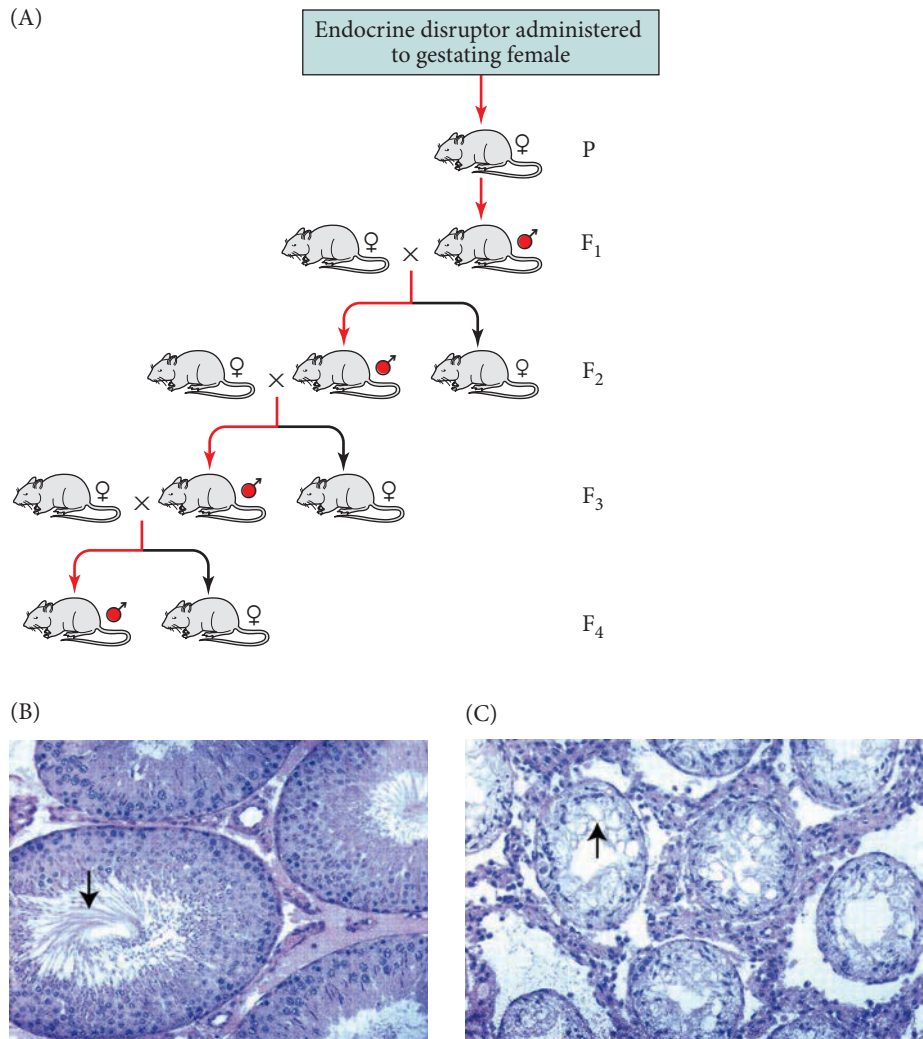 (A)
Endocrine disruptor administered
to gestating female
♀
P
♀ × ♂
F₁
♀ × ♂ ♀
F₂
♀ × ♂ ♀
F₃
♂ ♀
F₄
(B)
(C)